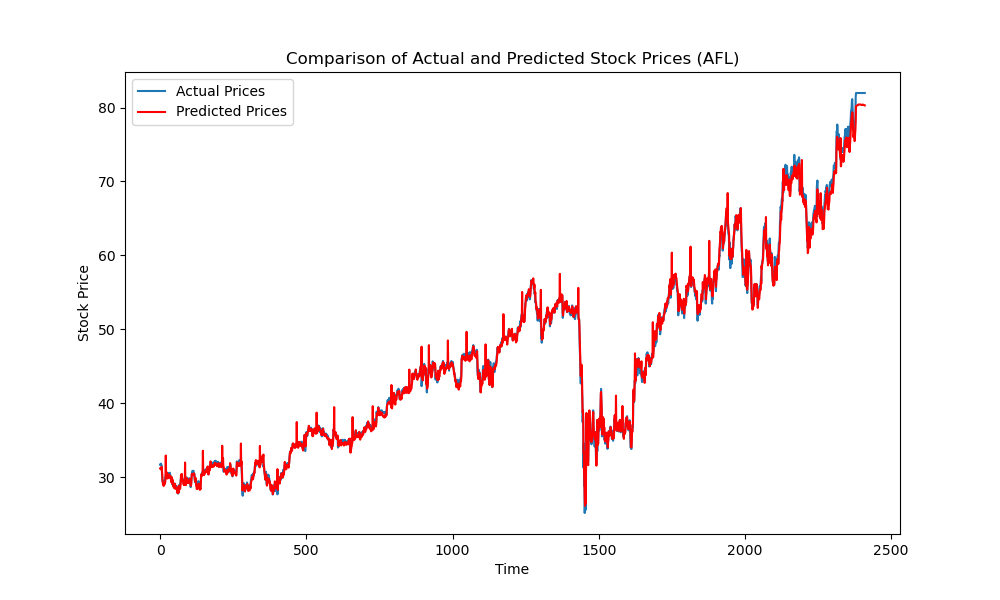 Comparison of Actual and Predicted Stock Prices (AFL)
Actual Prices
Predicted Prices
80
70
60
50
40
30
Stock Price
0 500 1000 1500 2000 2500
Time